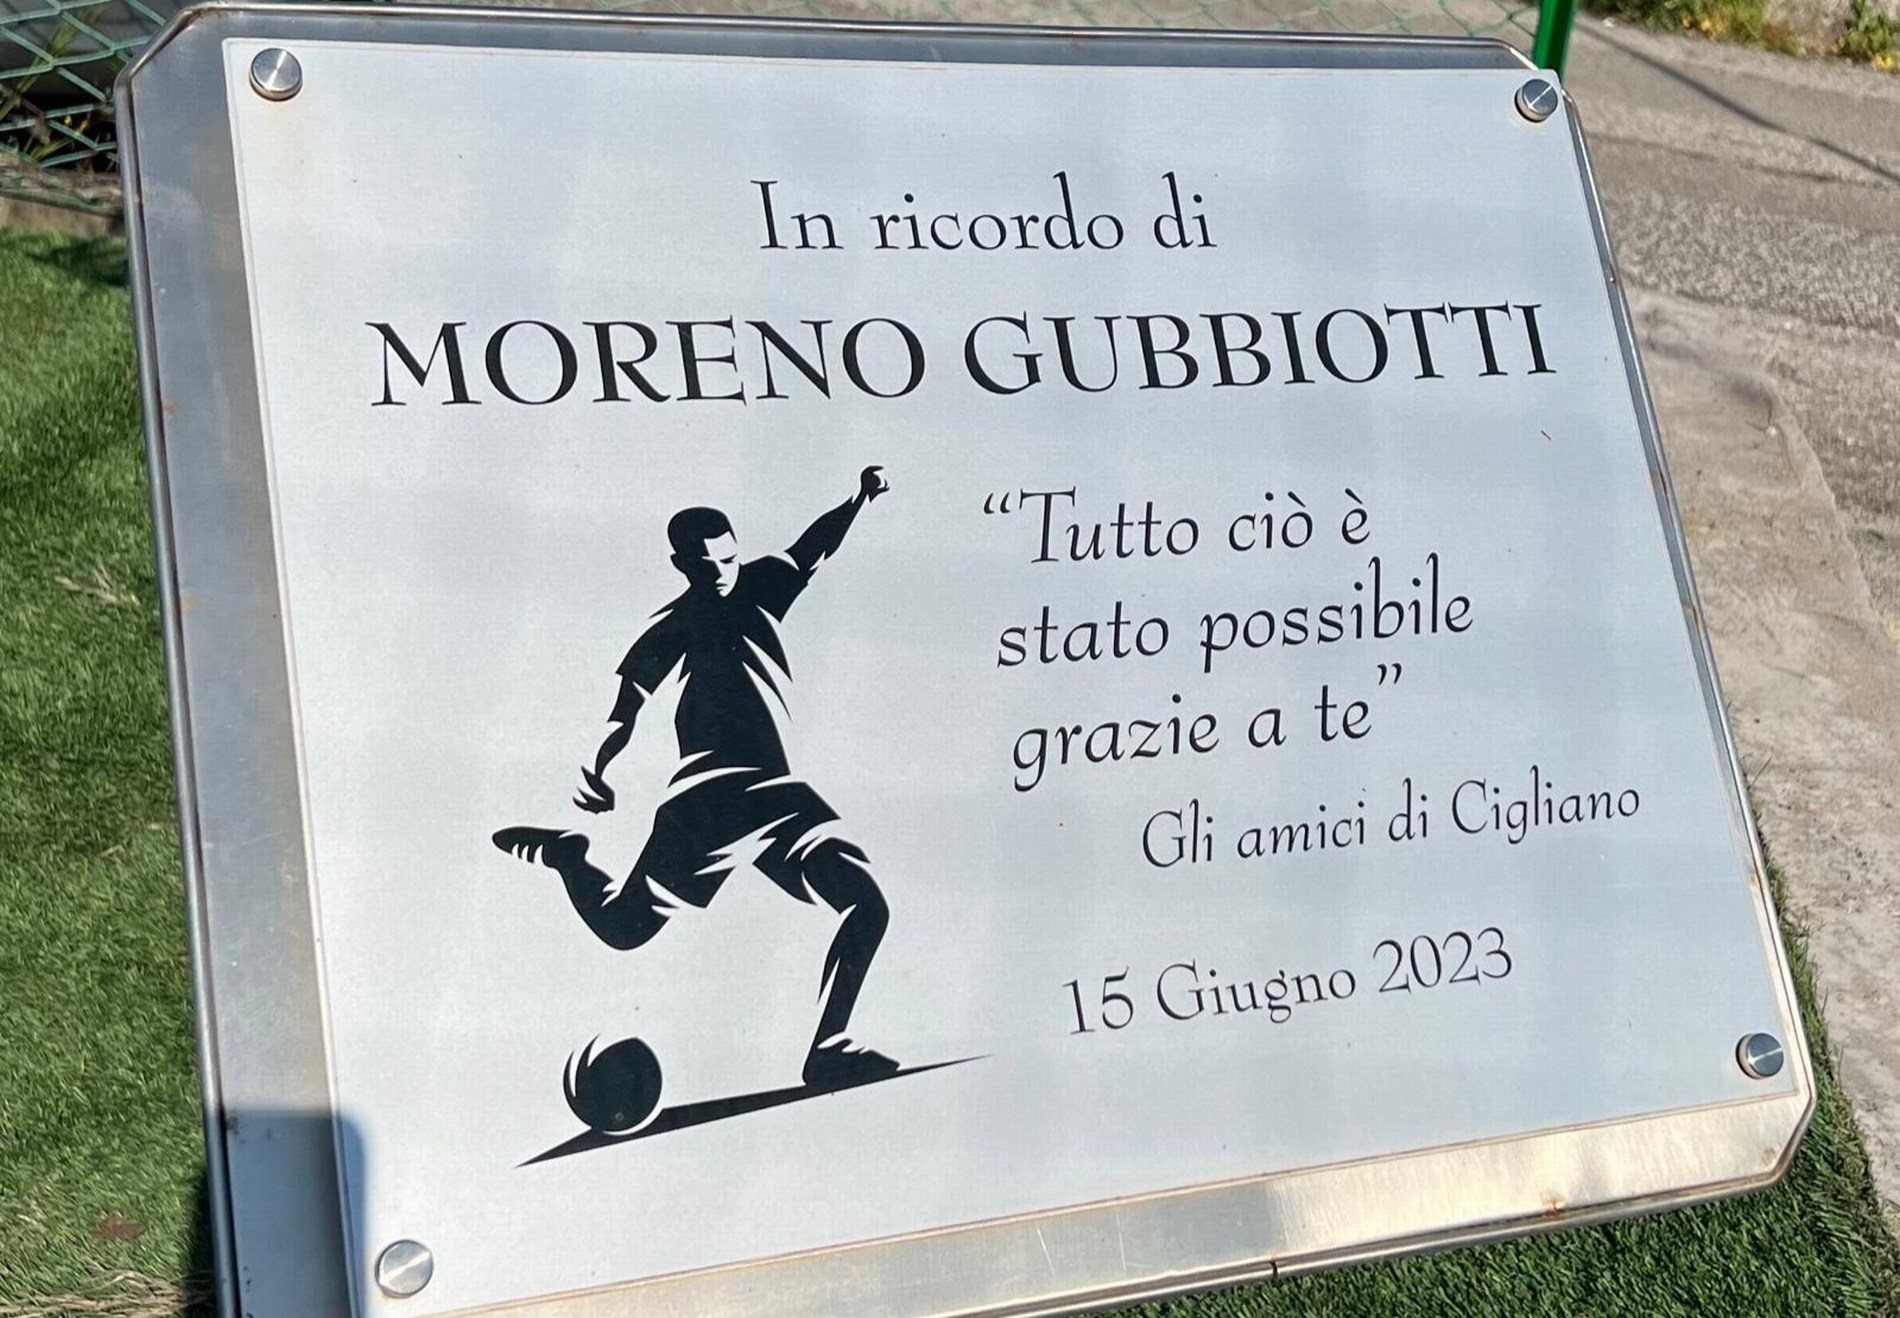 In ricordo di
MORENO GUBBIOTTI
“Tutto ciò è
stato possibile
grazie a te”
Gli amici di Cigliano
15 Giugno 2023